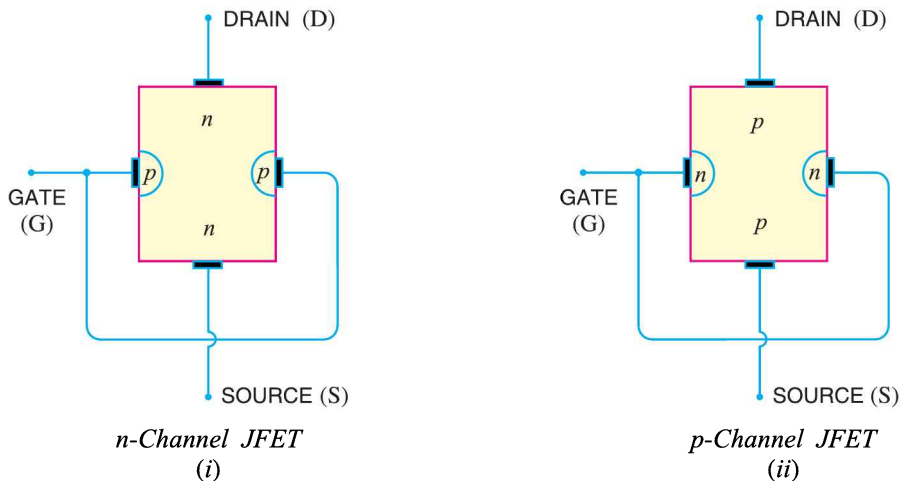 DRAIN (D)
n
p
p
n
GATE
(G)
SOURCE (S)
n-Channel JFET
(i)
DRAIN (D)
p
n
n
p
GATE
(G)
SOURCE (S)
p-Channel JFET
(ii)